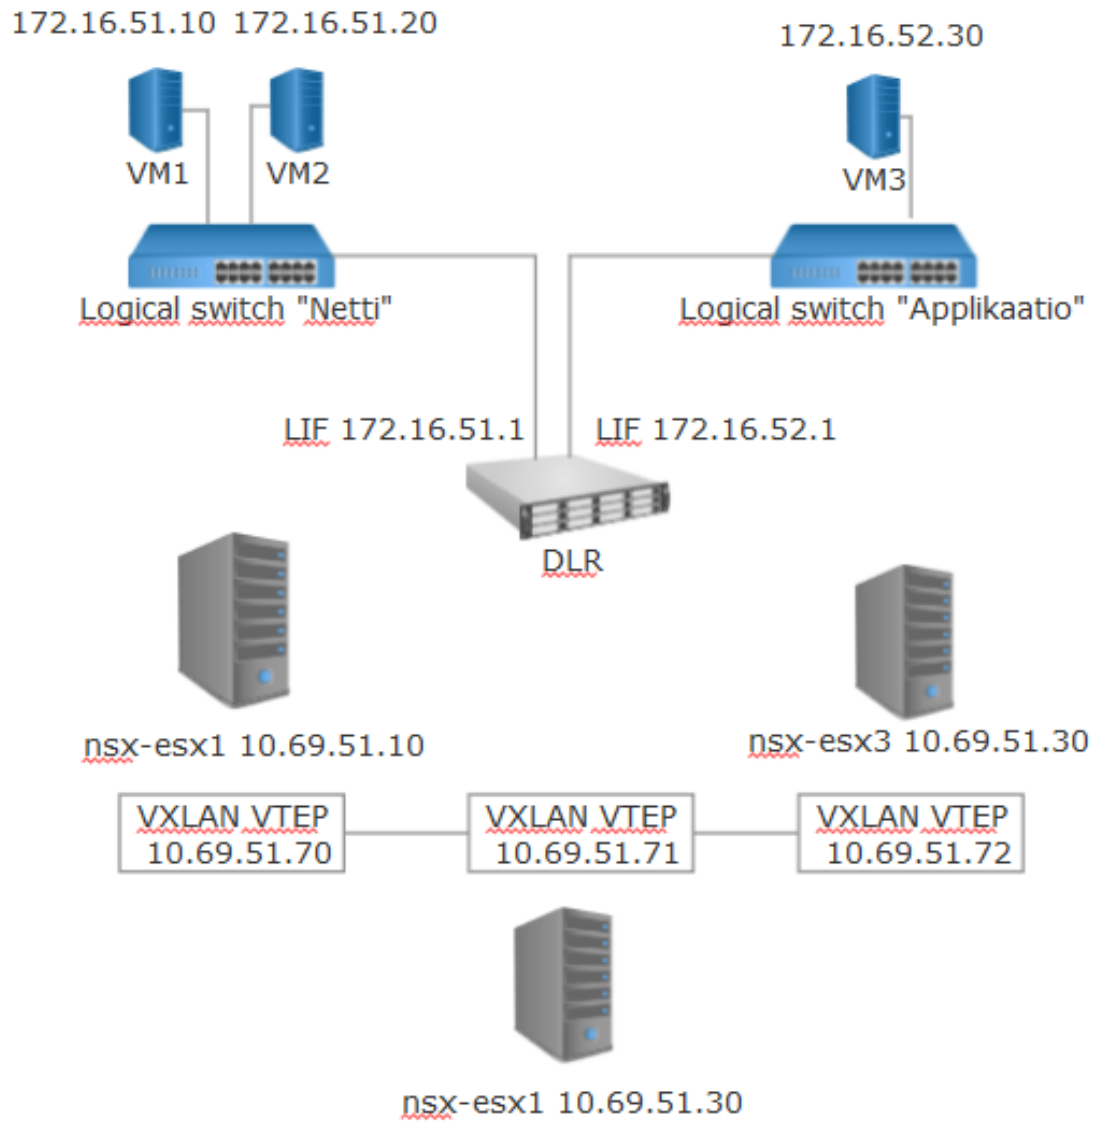 172.16.51.10 172.16.51.20
172.16.52.30
VM1
VM2
VM3
Logical switch "Netti"
Logical switch "Applikaatio"
LIF 172.16.51.1
LIF 172.16.52.1
DLR
nsx-esx1 10.69.51.10
nsx-esx3 10.69.51.30
VXLAN VTEP
10.69.51.70
VXLAN VTEP
10.69.51.71
VXLAN VTEP
10.69.51.72
nsx-esx1 10.69.51.30